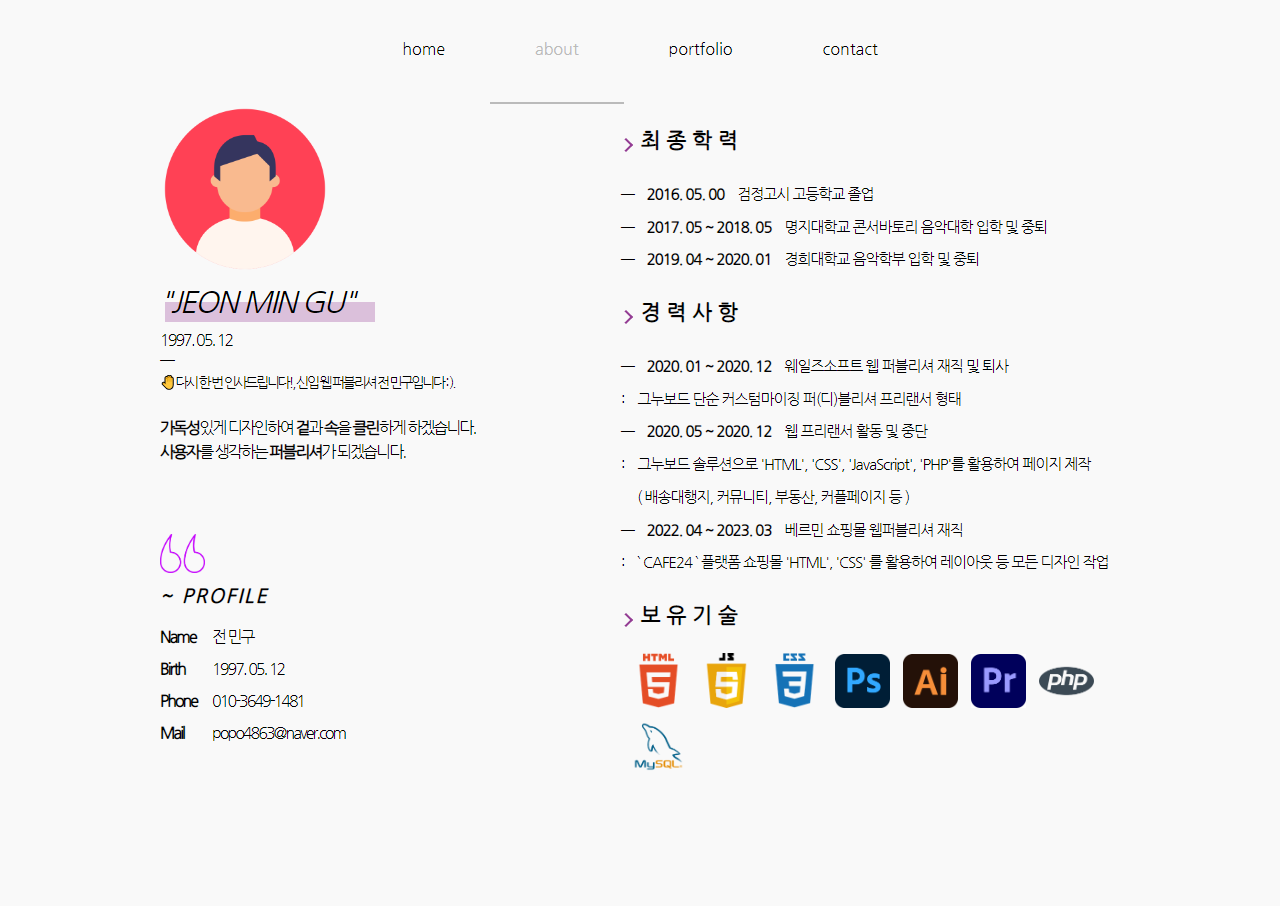 home about portfolio contact
"JEON MIN GU"
1997. 05. 12
—
🤚다시 한 번 인사드립니다!, 신입 웹 퍼블리셔 전민구입니다 :).
가독성있게 디자인하여 겉과 속을 클린하게 하겠습니다.
사용자를 생각하는 퍼블리셔가 되겠습니다.
~ PROFILE
Name 전민구
Birth 1997. 05. 12
Phone 010-3649-1481
Mail popo4863@naver.com
최종학력
— 2016. 05. 00 검정고시 고등학교 졸업
— 2017. 05 ~ 2018. 05 명지대학교 콘서바토리 음악대학 입학 및 중퇴
— 2019. 04 ~ 2020. 01 경희대학교 음악학부 입학 및 중퇴
경력사항
— 2020. 01 ~ 2020. 12 웨일즈소프트 웹 퍼블리셔 재직 및 퇴사
: 그누보드 단순 커스텀마이징 퍼(디)블리셔 프리랜서 형태
— 2020. 05 ~ 2020. 12 웹 프리랜서 활동 및 중단
: 그누보드 솔루션으로 'HTML', 'CSS', 'JavaScript', 'PHP'를 활용하여 페이지 제작
( 배송대행지, 커뮤니티, 부동산, 커플페이지 등 )
— 2022. 04 ~ 2023. 03 베르민 쇼핑몰 웹퍼블리셔 재직
: ` CAFE24 ` 플랫폼 쇼핑몰 'HTML', 'CSS' 를 활용하여 레이아웃 등 모든 디자인 작업
보유기술
HTML 5 JS 5 CSS 3 Ps Ai Pr php
MySQL